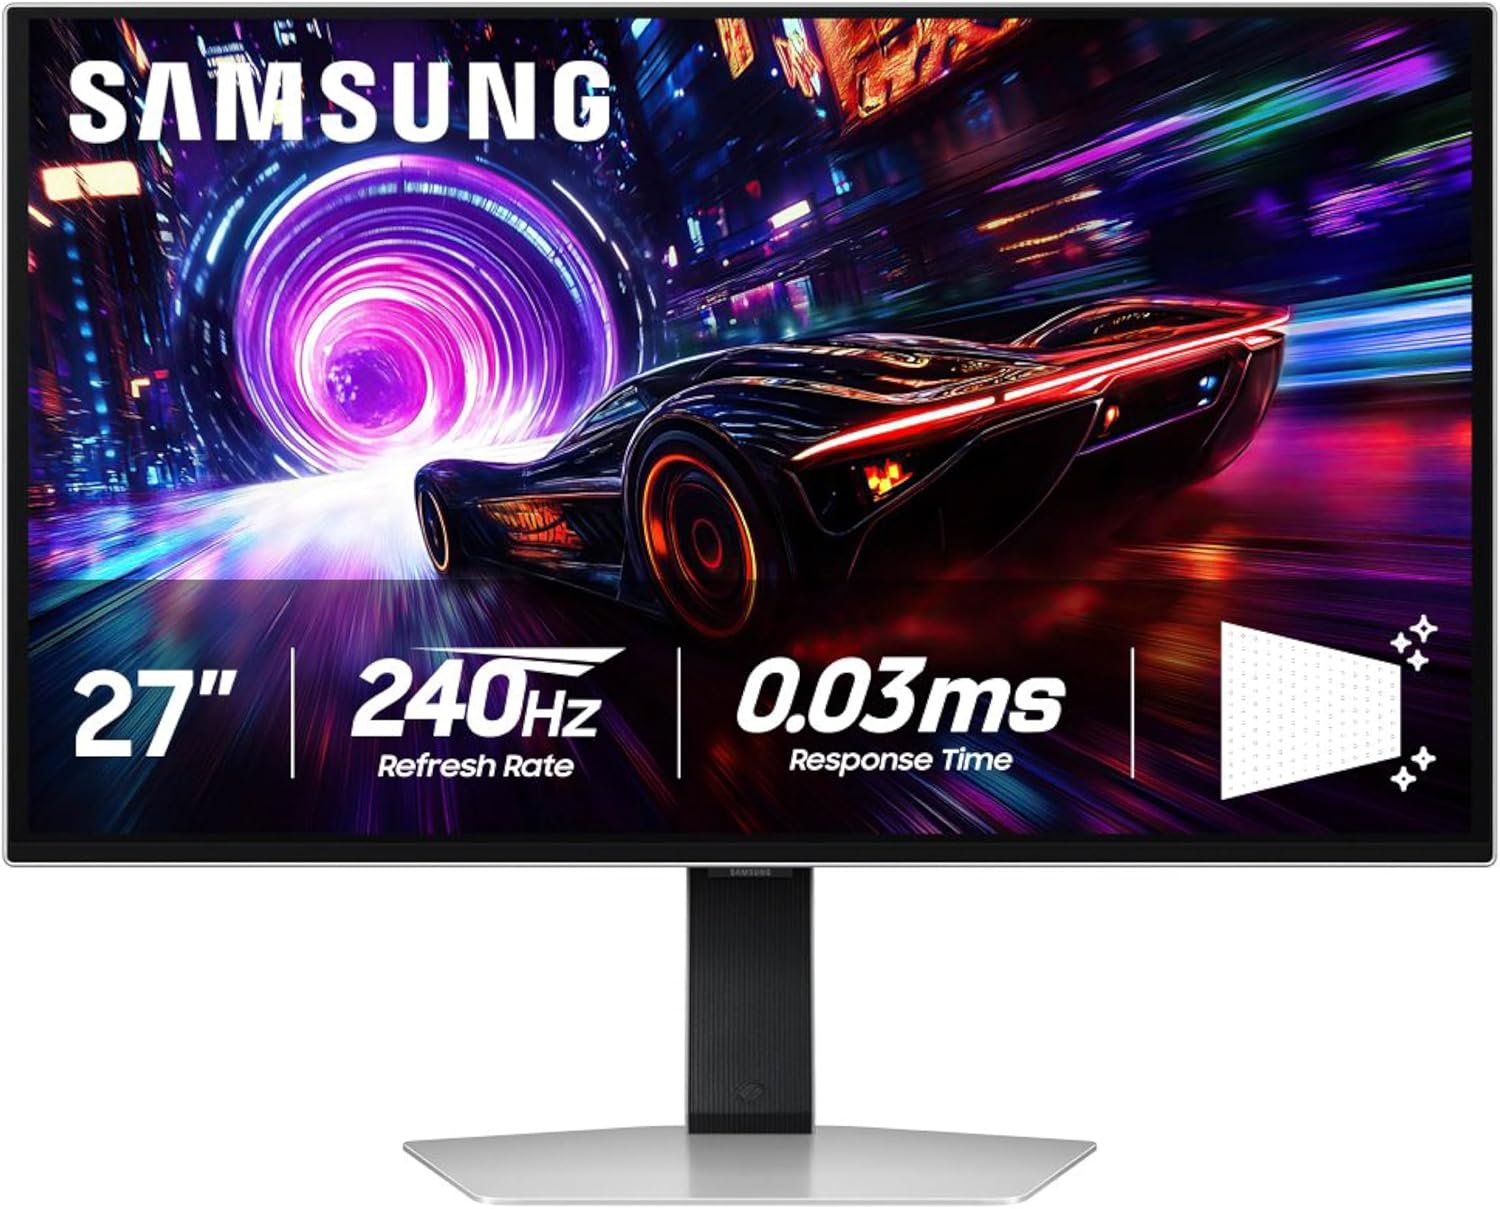 SAMSUNG
27"
240Hz
Refresh Rate
0.03ms
Response Time
SAMSUNG